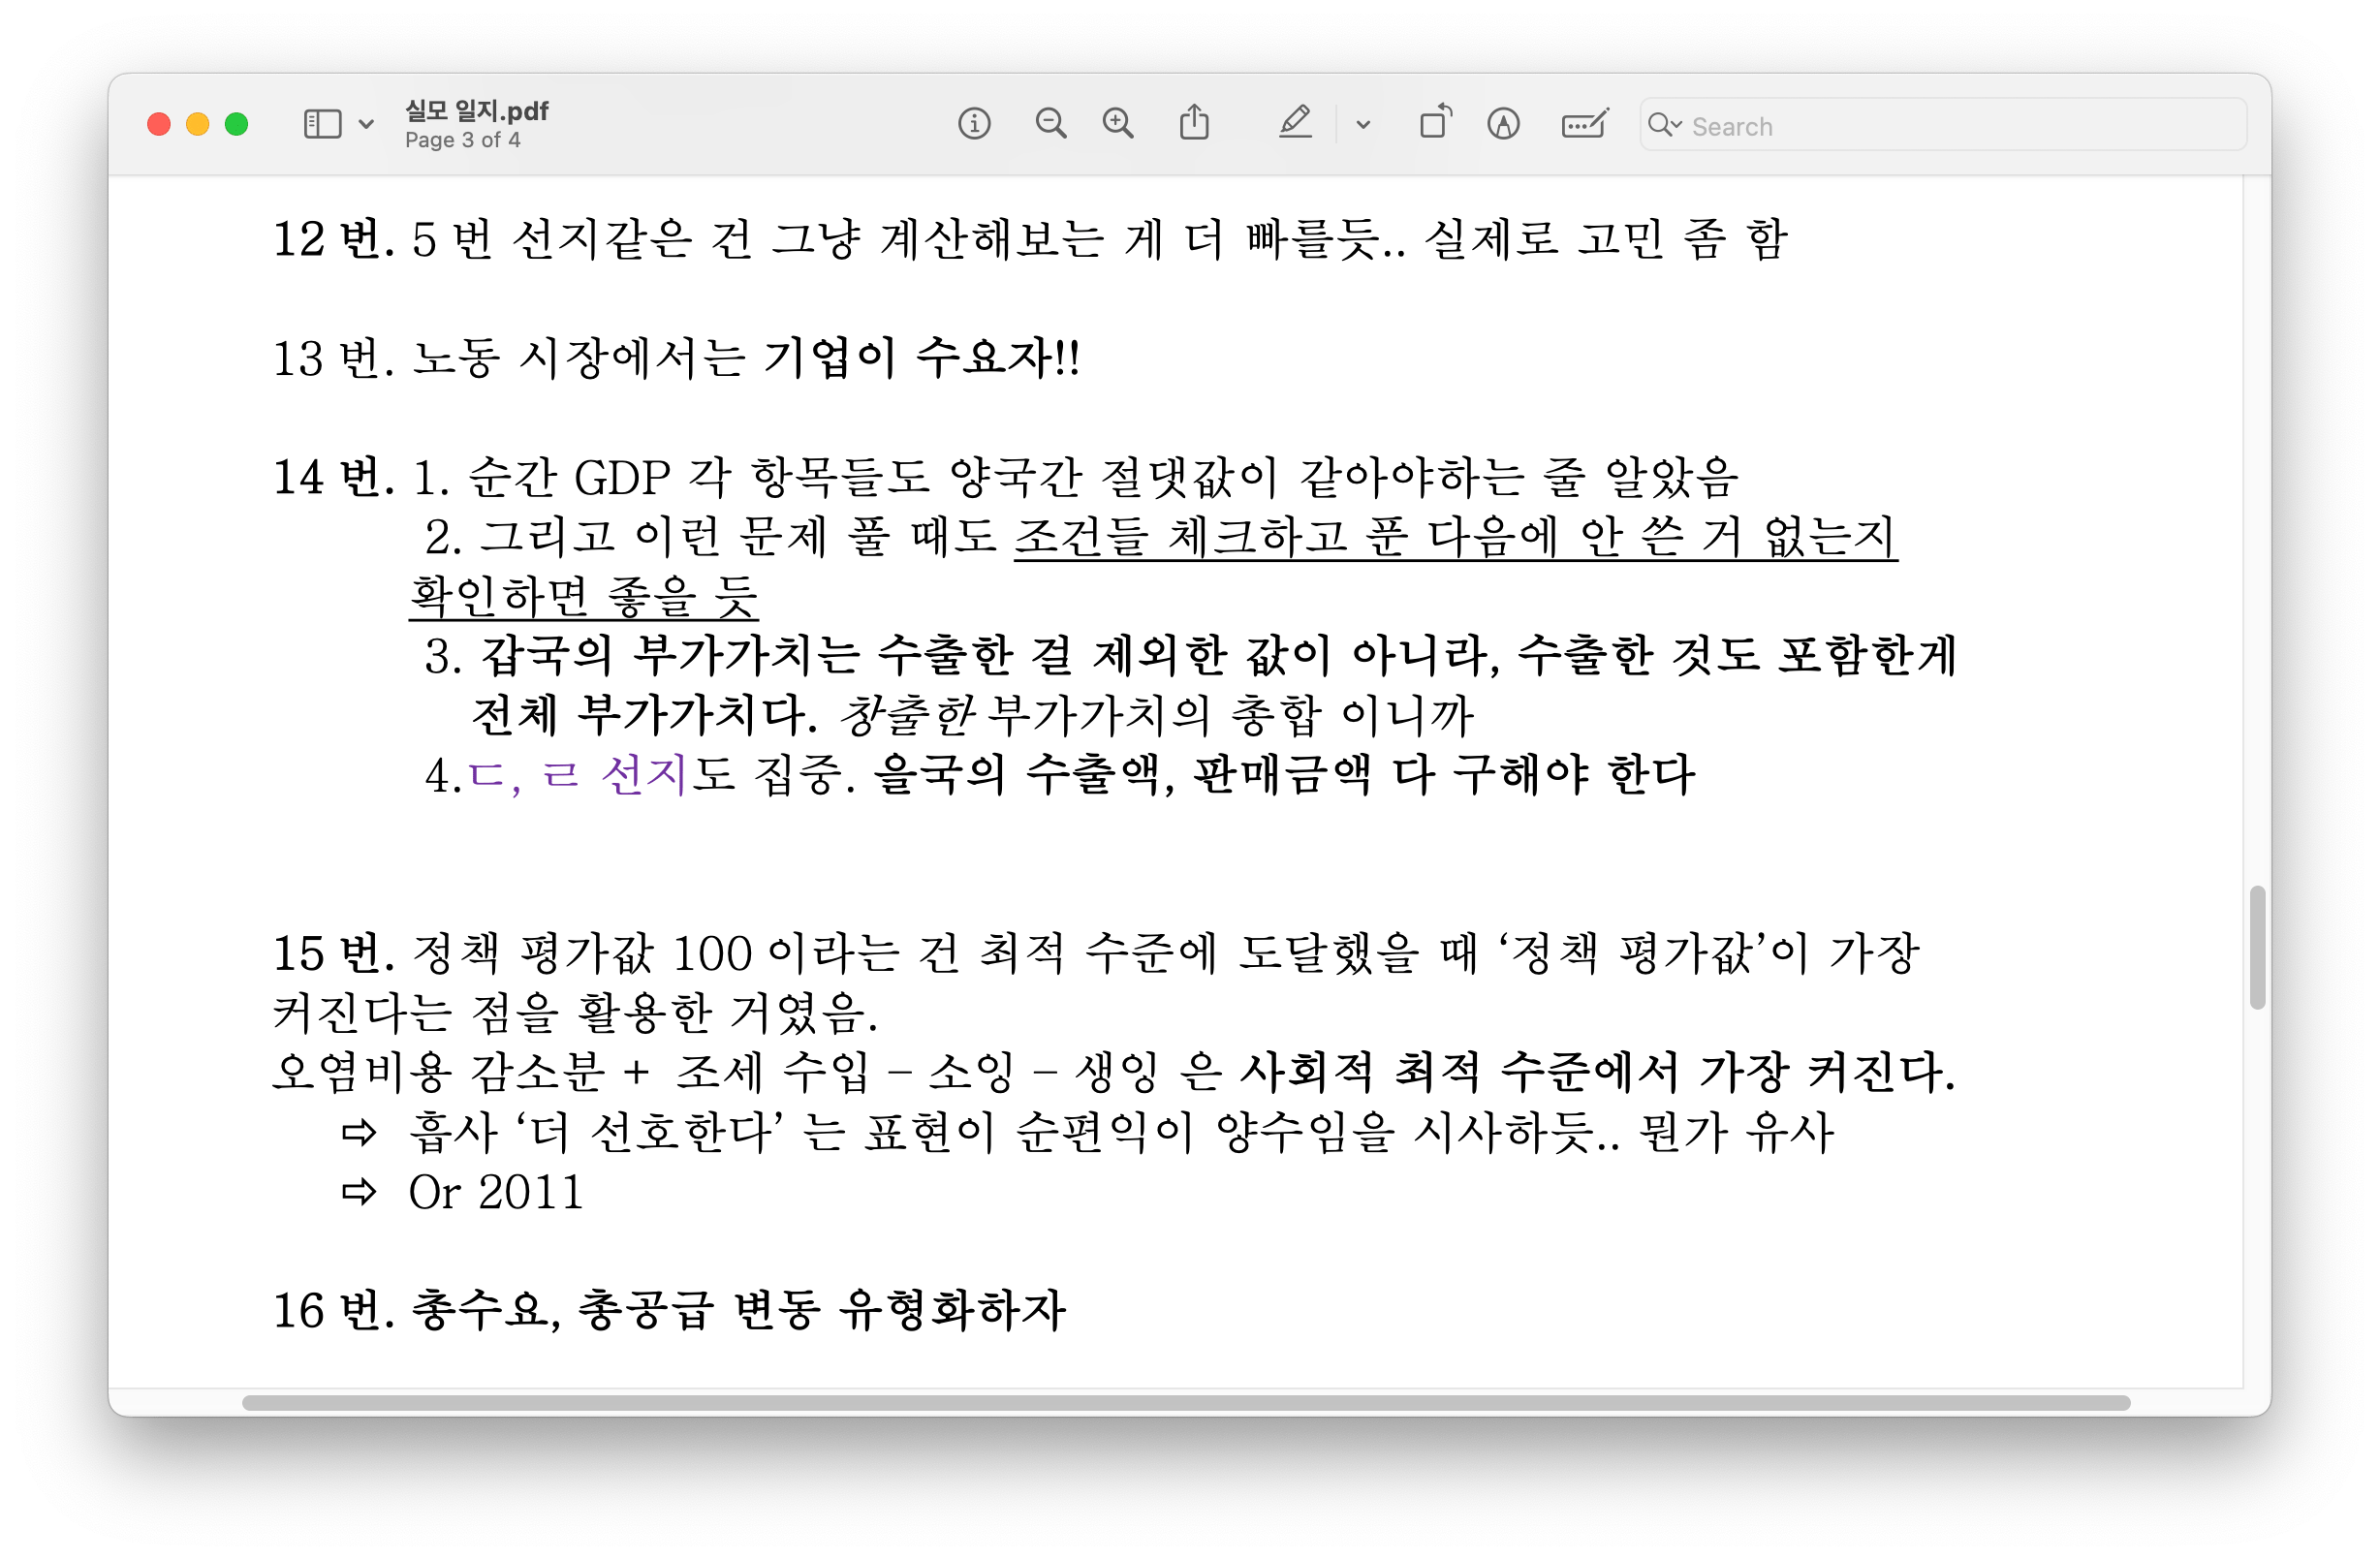 실모 일지.pdf
Page 3 of 4
Search
12 번. 5 번 선지같은 건 그냥 계산해보는 게 더 빠를듯.. 실제로 고민 좀 함
13 번. 노동 시장에서는 기업이 수요자!!
14 번. 1. 순간 GDP 각 항목들도 양국간 절댓값이 같아야하는 줄 알았음
2. 그리고 이런 문제 풀 때도 조건들 체크하고 푼 다음에 안 쓴 거 없는지
확인하면 좋을 듯
3. 갑국의 부가가치는 수출한 걸 제외한 값이 아니라, 수출한 것도 포함한게
전체 부가가치다. 창출한 부가가치의 총합 이니까
4.ㄷ, ㄹ 선지도 집중. 을국의 수출액, 판매금액 다 구해야 한다
15 번. 정책 평가값 100 이라는 건 최적 수준에 도달했을 때 ‘정책 평가값’이 가장
커진다는 점을 활용한 거였음.
오염비용 감소분 + 조세 수입 – 소잉 – 생잉 은 사회적 최적 수준에서 가장 커진다.
⇨ 흡사 ‘더 선호한다’ 는 표현이 순편익이 양수임을 시사하듯.. 뭔가 유사
⇨ Or 2011
16 번. 총수요, 총공급 변동 유형화하자